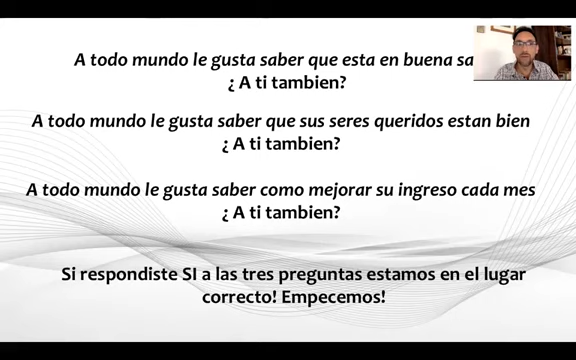 A todo mundo le gusta saber que esta en buena sa
¿ A ti tambien?
A todo mundo le gusta saber que sus seres queridos estan bien
¿ A ti tambien?
A todo mundo le gusta saber como mejorar su ingreso cada mes
¿ A ti tambien?
Si respondiste SI a las tres preguntas estamos en el lugar
correcto! Empecemos!